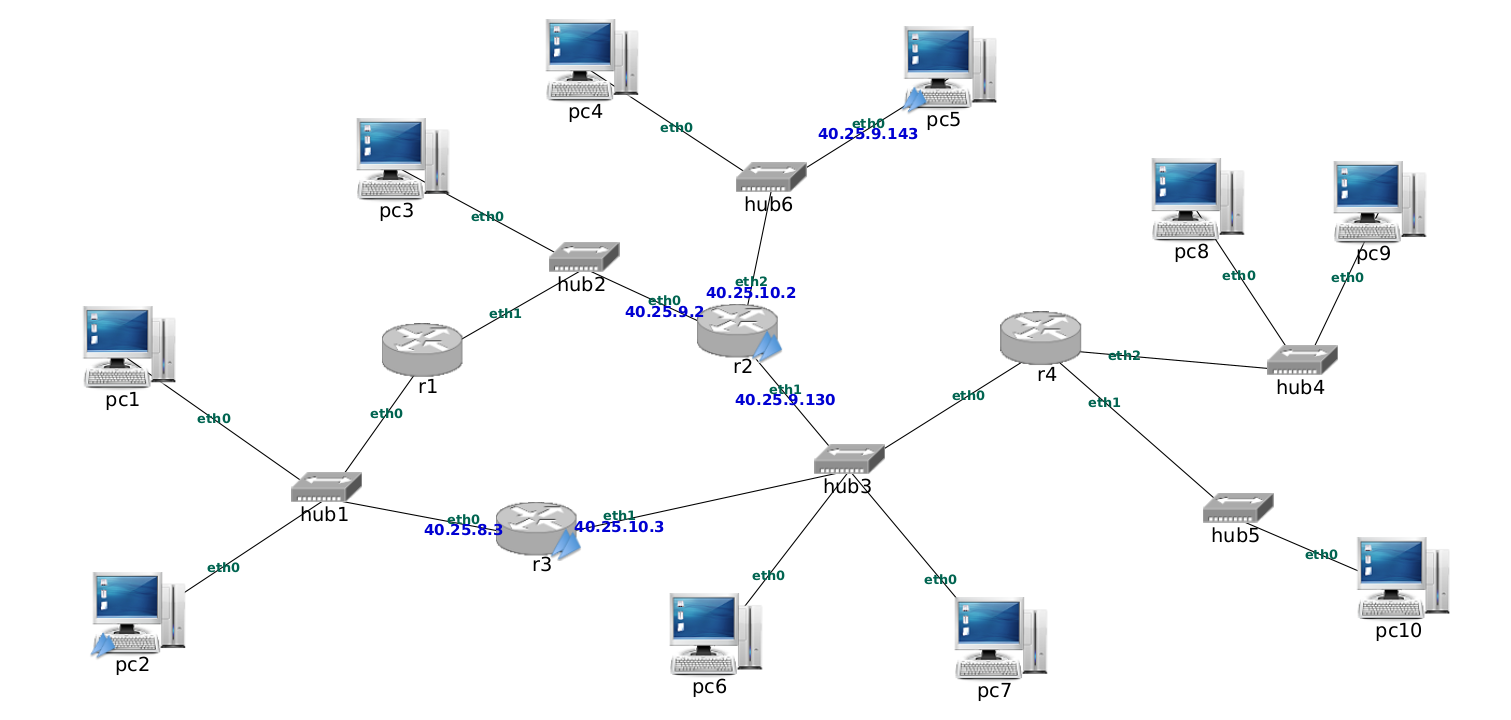 pc4
pc5
eth0
eth0
40.25.9.143
pc3
hub6
eth0
pc8
pc9
hub2
eth0
eth0
eth2
40.25.10.2
eth0
40.25.9.2
eth1
r2
r4
eth2
pc1
r1
eth1
40.25.9.130
hub4
eth0
eth0
eth0
eth1
hub1
hub3
eth0
40.25.8.3
eth1
40.25.10.3
hub5
r3
eth0
eth0
eth0
eth0
pc2
pc6
pc7
pc10